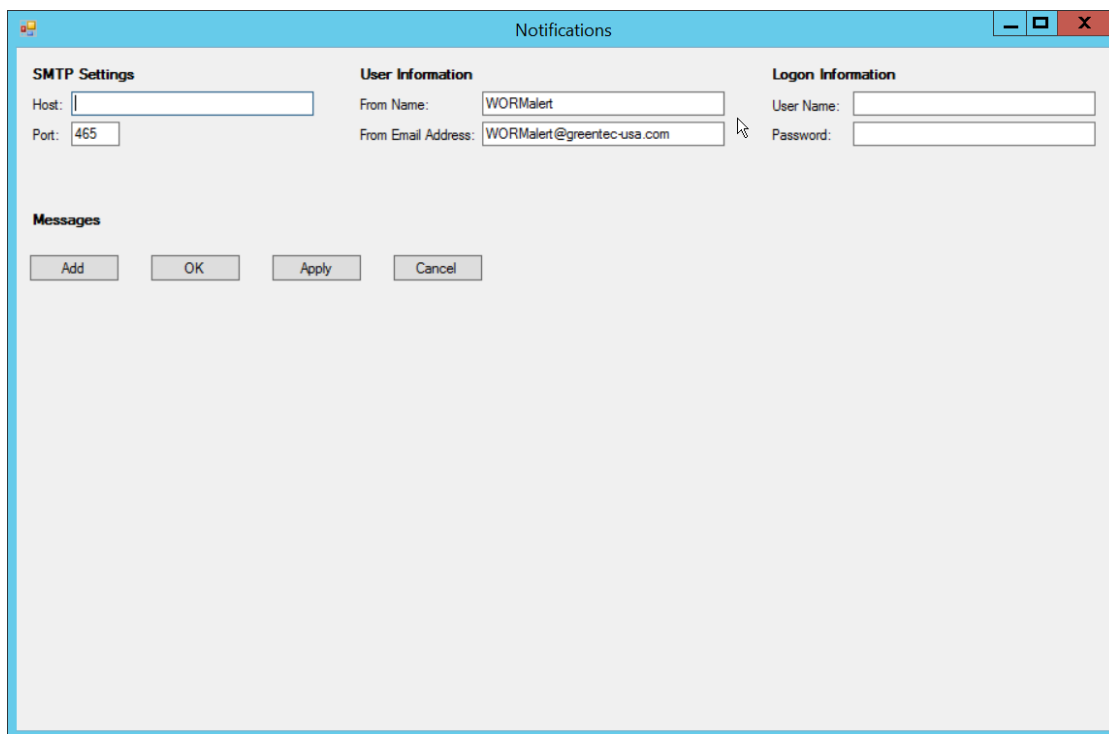 Notifications
SMTP Settings
Host:
Port: 465
User Information
From Name: WORMalert
From Email Address: WORMalert@greentec-usa.com
Logon Information
User Name:
Password:
Messages
Add OK Apply Cancel